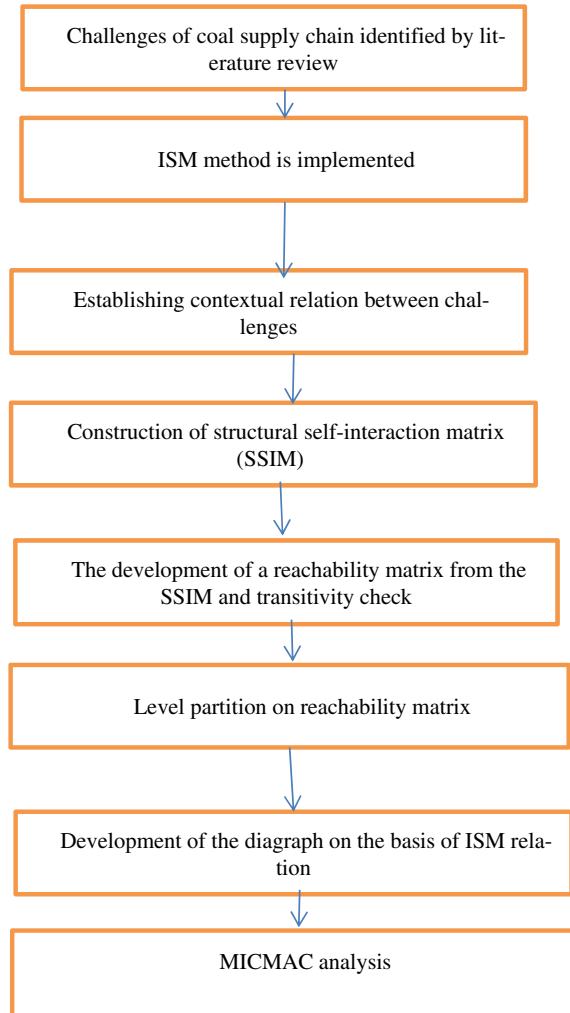 Challenges of coal supply chain identified by lit-
erature review
ISM method is implemented
Establishing contextual relation between chal-
lenges
Construction of structural self-interaction matrix
(SSIM)
The development of a reachability matrix from the
SSIM and transitivity check
Level partition on reachability matrix
Development of the diagraph on the basis of ISM rela-
tion
MICMAC analysis